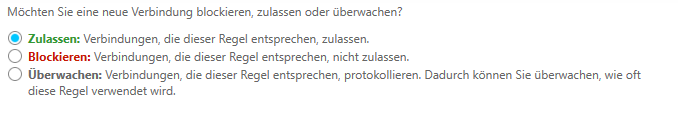 Möchten Sie eine neue Verbindung blockieren, zulassen oder überwachen?
Zulassen: Verbindungen, die dieser Regel entsprechen, zulassen.
Blockieren: Verbindungen, die dieser Regel entsprechen, nicht zulassen.
Überwachen: Verbindungen, die dieser Regel entsprechen, protokollieren. Dadurch können Sie überwachen, wie oft
diese Regel verwendet wird.